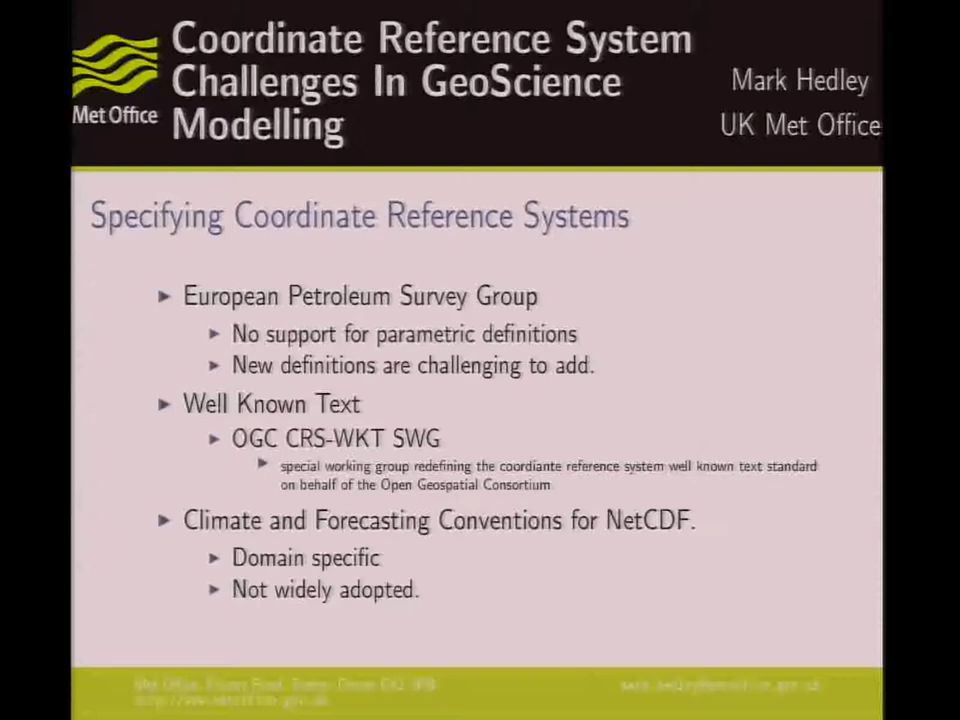 Coordinate Reference System
Challenges In GeoScience
Modelling
Mark Hedley
UK Met Office
Met Office
Specifying Coordinate Reference Systems
European Petroleum Survey Group
No support for parametric definitions
New definitions are challenging to add.
Well Known Text
OGC CRS-WKT SWG
special working group redefining the coordiante reference system well known text standard
on behalf of the Open Geospatial Consortium
Climate and Forecasting Conventions for NetCDF.
Domain specific
Not widely adopted.